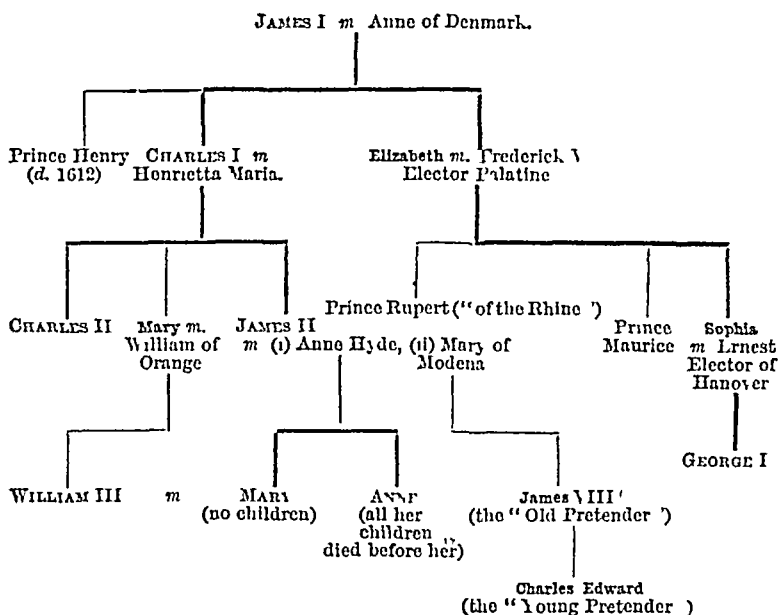 JAMES I m Anne of Denmark.
Prince Henry
(d. 1612)
CHARLES I m
Henrietta Maria.
Elizabeth m. Frederick V
Elector Palatine
CHARLES II
Mary m.
William of
Orange
JAMES II
m (i) Anne Hyde, (ii) Mary of
Modena
Prince Rupert ("of the Rhine ')
Prince
Maurice
Sophia
m Ernest
Elector of
Hanover
GEORGE I
WILLIAM III m MARY
(no children)
ANNE
(all her
children
died before her)
James VIII'
(the "Old Pretender ')
Charles Edward
(the "Young Pretender )